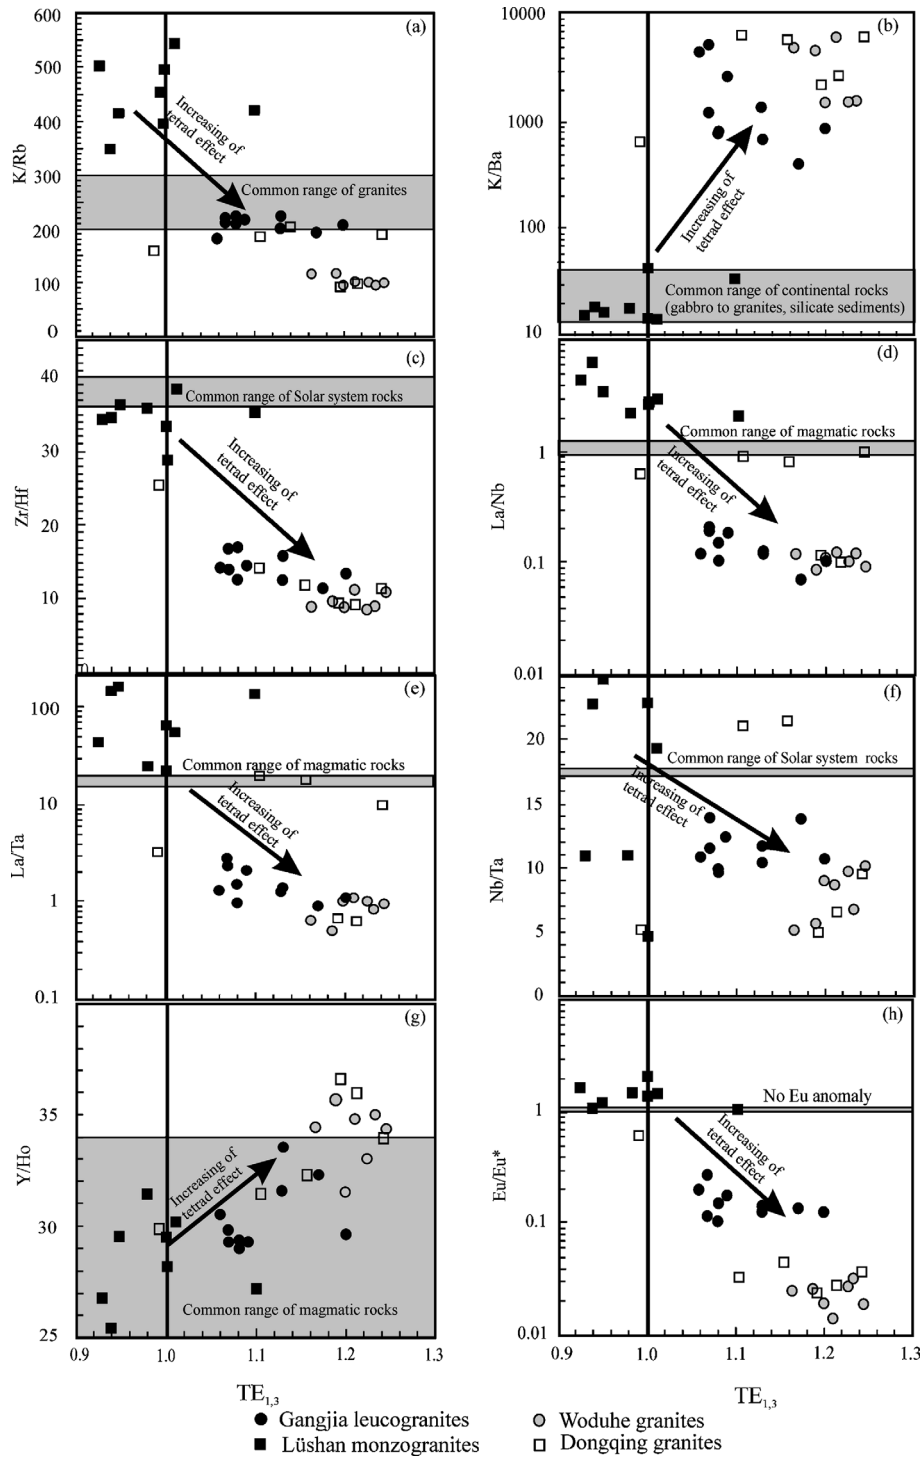 600
500
400
300
200
100
0
K/Rb
(a)
Increasing of
tetrad effect
Common range of granites
10000
1000
100
10
K/Ba
(b)
Increasing of
tetrad effect
Common range of continental rocks
(gabbro to granites, silicate sediments)
40
30
20
10
0
Zr/Hf
(c)
Common range of Solar system rocks
Increasing of
tetrad effect
1
0.1
0.01
La/Nb
(d)
Common range of magmatic rocks
Increasing of
tetrad effect
100
10
1
0.1
La/Ta
(e)
Common range of magmatic rocks
Increasing of
tetrad effect
20
15
10
5
0
Nb/Ta
(f)
Common range of Solar system rocks
Increasing of
tetrad effect
35
30
25
Y/Ho
(g)
Increasing of
tetrad effect
Common range of magmatic rocks
0.9 1.0 1.1 1.2 1.3
TE1,3
1
0.1
0.01
Eu/Eu*
(h)
No Eu anomaly
Increasing of
tetrad effect
0.9 1.0 1.1 1.2 1.3
TE1,3
Gangjia leucogranites
Woduhe granites
Lüshan monzogranites
Dongqing granites